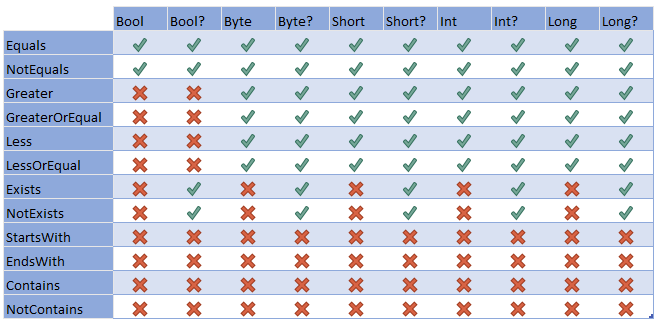 Bool Bool? Byte Byte? Short Short? Int Int? Long Long?
Equals
NotEquals
Greater
GreaterOrEqual
Less
LessOrEqual
Exists
NotExists
StartsWith
EndsWith
Contains
NotContains